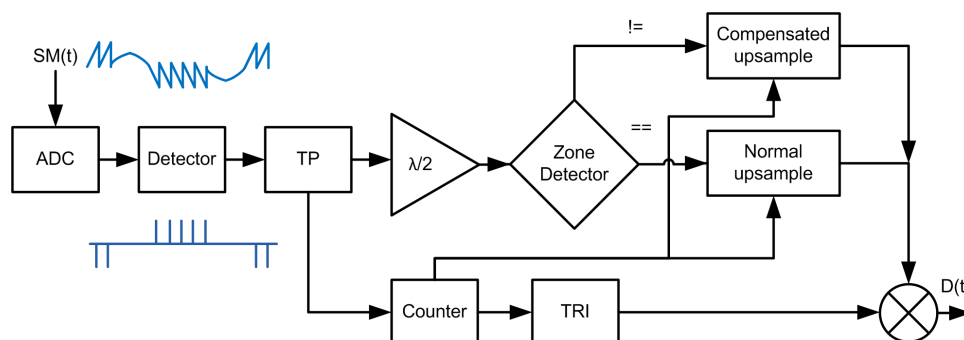 SM(t)
ADC
Detector
TP
λ/2
Zone
Detector
!=
==
Compensated
upsample
Normal
upsample
Counter
TRI
D(t